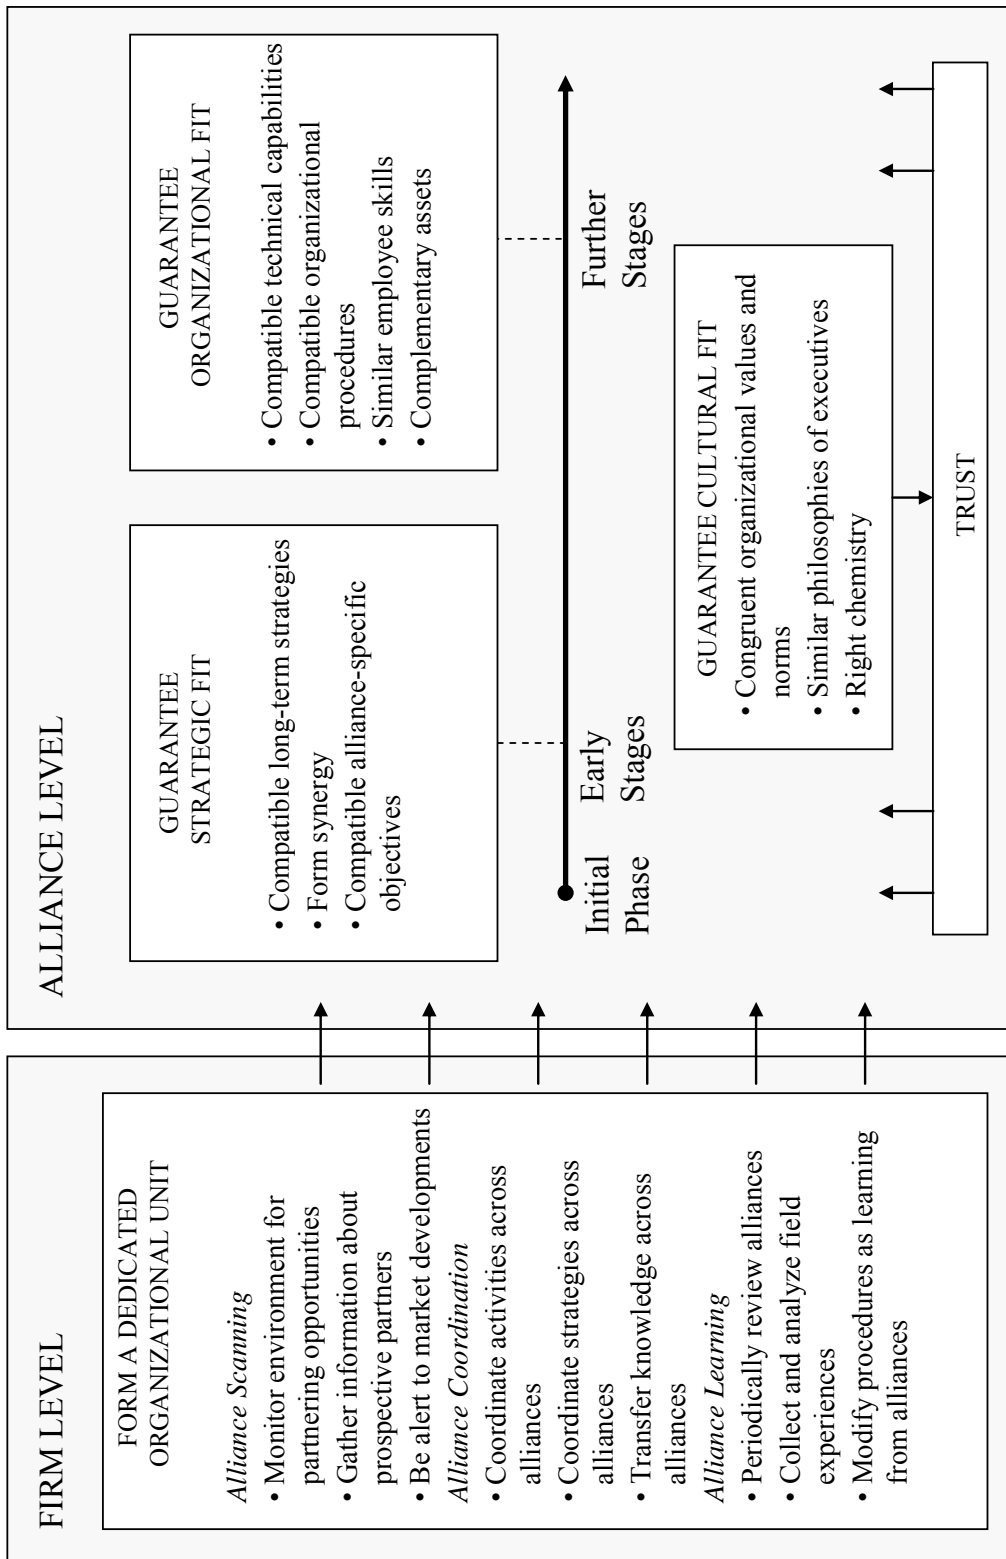 FIRM LEVEL
FORM A DEDICATED
ORGANIZATIONAL UNIT
Alliance Scanning
• Monitor environment for
partnering opportunities
• Gather information about
prospective partners
• Be alert to market developments
Alliance Coordination
• Coordinate activities across
alliances
• Coordinate strategies across
alliances
• Transfer knowledge across
alliances
Alliance Learning
• Periodically review alliances
• Collect and analyze field
experiences
• Modify procedures as learning
from alliances
ALLIANCE LEVEL
GUARANTEE
STRATEGIC FIT
• Compatible long-term strategies
• Form synergy
• Compatible alliance-specific
objectives
GUARANTEE
ORGANIZATIONAL FIT
• Compatible technical capabilities
• Compatible organizational
procedures
• Similar employee skills
• Complementary assets
Initial
Phase
Early
Stages
Further
Stages
GUARANTEE CULTURAL FIT
• Congruent organizational values and
norms
• Similar philosophies of executives
• Right chemistry
TRUST